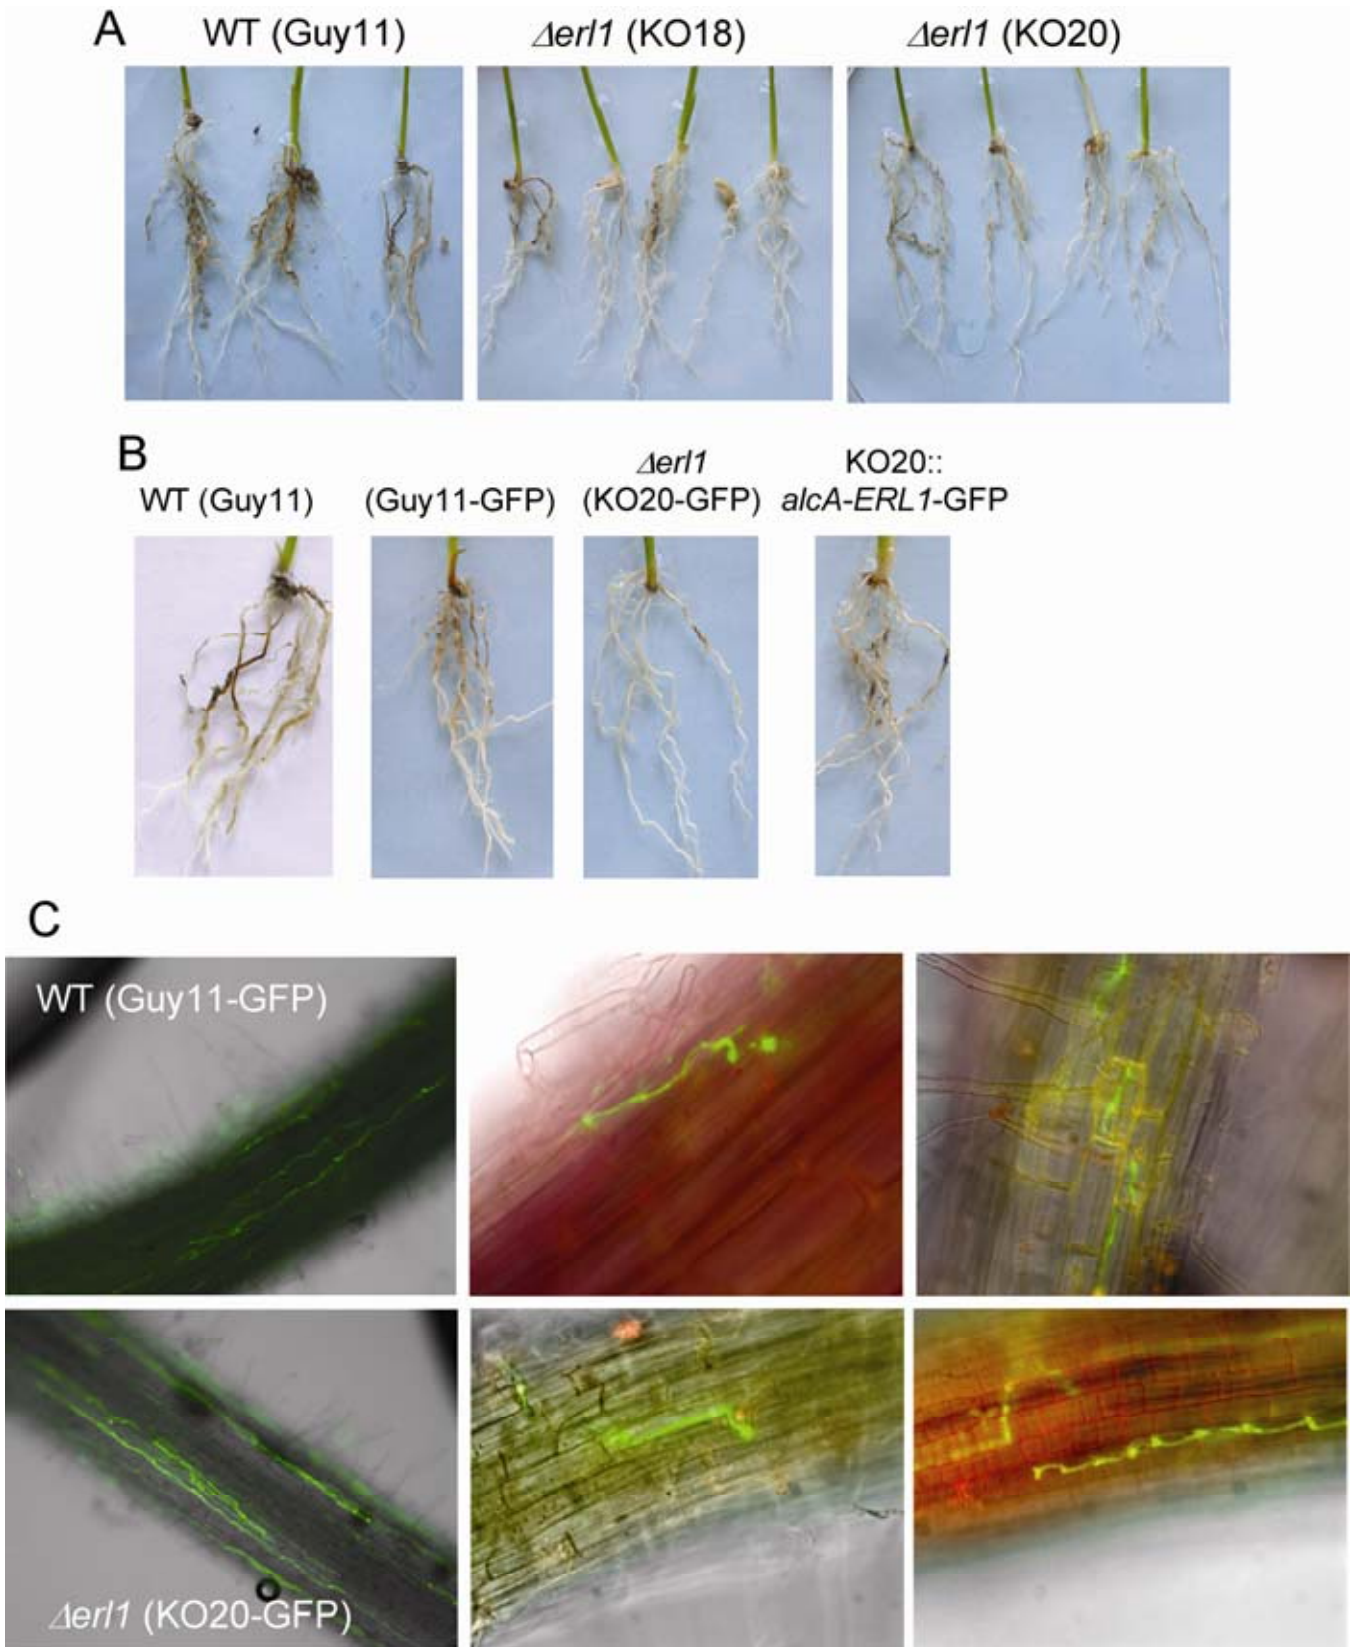 A
WT (Guy11)
Δerl1 (KO18)
Δerl1 (KO20)
B
WT (Guy11)
(Guy11-GFP)
Δerl1
(KO20-GFP)
KO20::
alcA-ERL1-GFP
C
WT (Guy11-GFP)
Δerl1 (KO20-GFP)